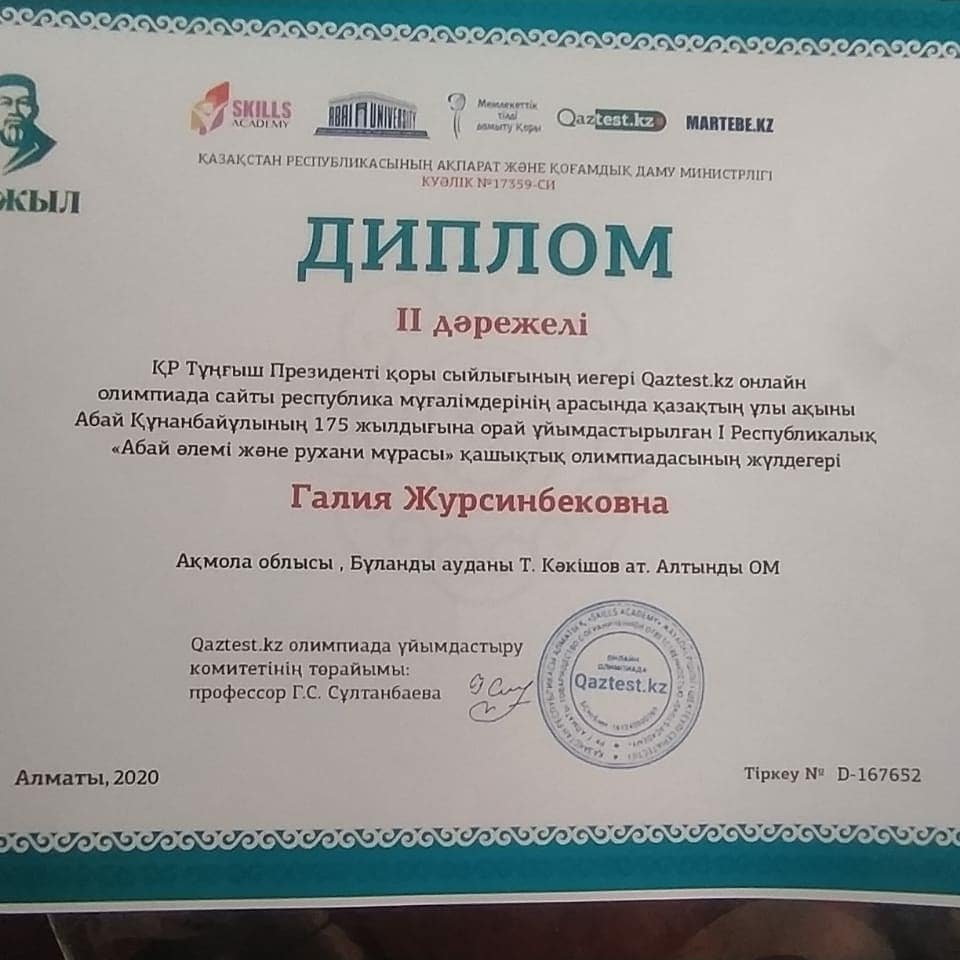 SKILLS
ACADEMY
ABAI UNIVERSITY
Мемлекеттік
тілді
дамыту Қоры
Qaztest.kz
MARTEBE.KZ
ЖЫЛ
ҚАЗАҚСТАН РЕСПУБЛИКАСЫНЫҢ АҚПАРАТ ЖӘНЕ ҚОҒАМДЫҚ ДАМУ МИНИСТРЛІГІ
КУӘЛІК №17359-СИ
ДИПЛОМ
II дәрежелі
ҚР Тұңғыш Президенті қоры сыйлығының иегері Qaztest.kz онлайн
олимпиада сайты республика мұғалімдерінің арасында қазақтың ұлы ақыны
Абай Құнанбайұлының 175 жылдығына орай ұйымдастырылған I Республикалық
«Абай әлемі және рухани мұрасы» қашықтық олимпиадасының жүлдегері
Галия Журсинбековна
Ақмола облысы , Бұланды ауданы Т. Кәкішов ат. Алтынды ОМ
Qaztest.kz олимпиада ұйымдастыру
комитетінің төрайымы:
профессор Г.С. Сұлтанбаева
ОНЛАЙН
ОЛИМПИАДА
Qaztest.kz
Алматы, 2020
Тіркеу № D-167652